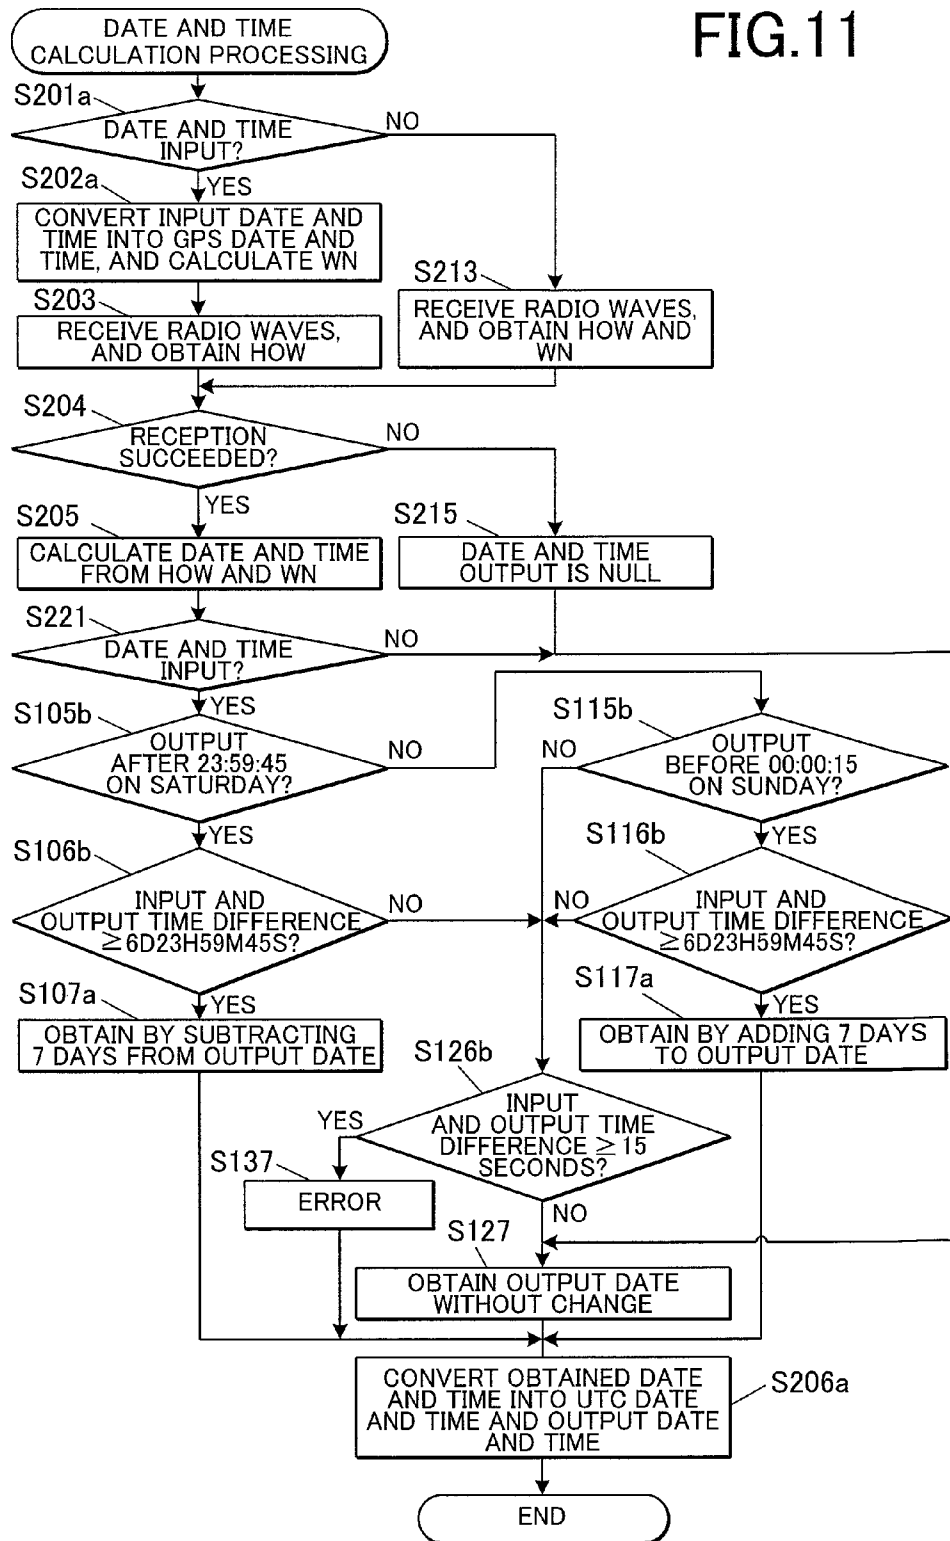 FIG.11
DATE AND TIME
CALCULATION PROCESSING
S201a
DATE AND TIME
INPUT?
NO
YES
S202a
CONVERT INPUT DATE AND
TIME INTO GPS DATE AND
TIME, AND CALCULATE WN
S203
RECEIVE RADIO WAVES,
AND OBTAIN HOW
S213
RECEIVE RADIO WAVES,
AND OBTAIN HOW AND
WN
S204
RECEPTION
SUCCEEDED?
NO
YES
S205
CALCULATE DATE AND TIME
FROM HOW AND WN
S215
DATE AND TIME
OUTPUT IS NULL
S221
DATE AND TIME
INPUT?
NO
YES
S105b
OUTPUT
AFTER 23:59:45
ON SATURDAY?
NO
YES
S115b
OUTPUT
BEFORE 00:00:15
ON SUNDAY?
NO
YES
S106b
INPUT AND
OUTPUT TIME DIFFERENCE
≧6D23H59M45S?
NO
YES
S116b
INPUT AND
OUTPUT TIME DIFFERENCE
≧6D23H59M45S?
NO
YES
S107a
OBTAIN BY SUBTRACTING
7 DAYS FROM OUTPUT DATE
S117a
OBTAIN BY ADDING 7 DAYS
TO OUTPUT DATE
S126b
INPUT
AND OUTPUT TIME
DIFFERENCE ≧ 15
SECONDS?
YES
NO
S137
ERROR
S127
OBTAIN OUTPUT DATE
WITHOUT CHANGE
S206a
CONVERT OBTAINED DATE
AND TIME INTO UTC DATE
AND TIME AND OUTPUT DATE
AND TIME
END